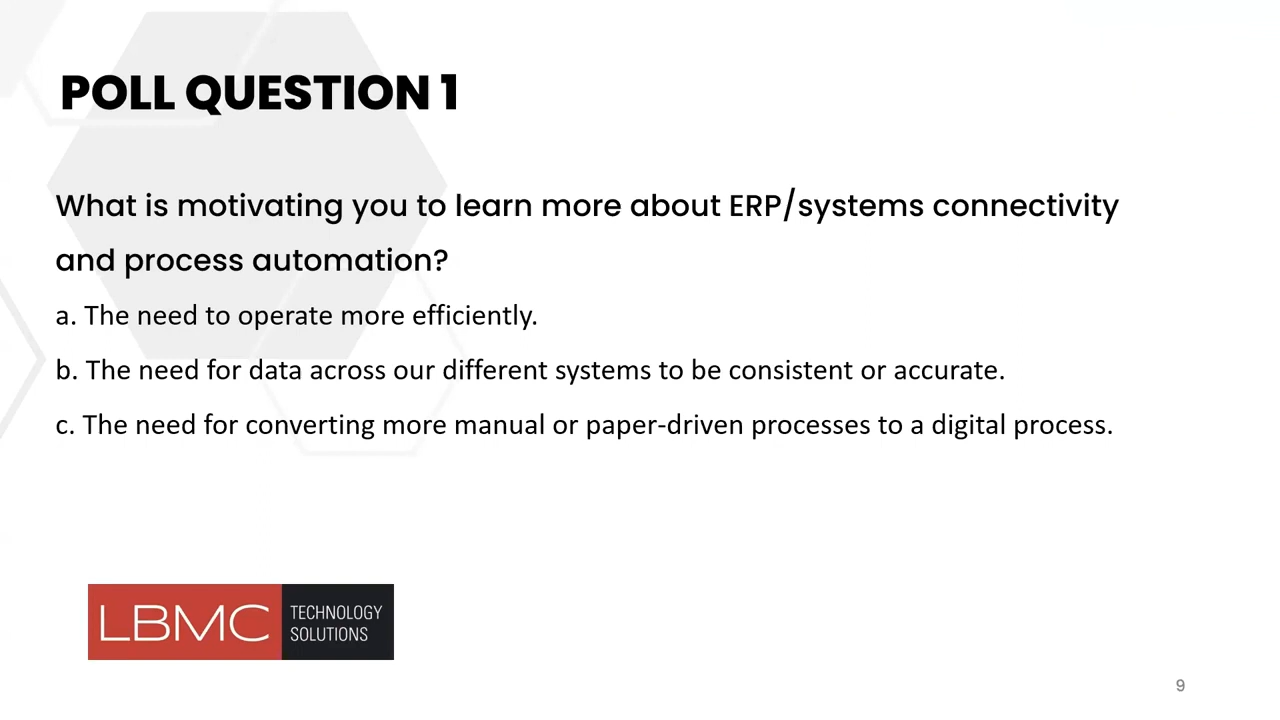 POLL QUESTION 1
What is motivating you to learn more about ERP/systems connectivity
and process automation?
a. The need to operate more efficiently.
b. The need for data across our different systems to be consistent or accurate.
c. The need for converting more manual or paper-driven processes to a digital process.
LBMC TECHNOLOGY
SOLUTIONS
9